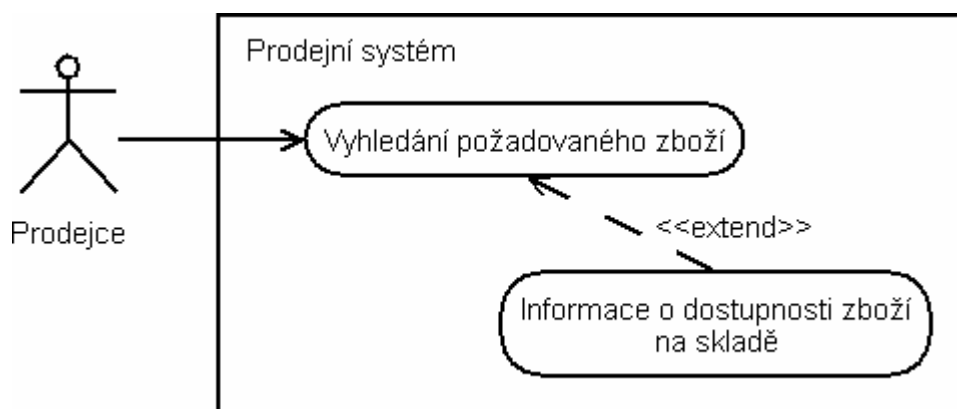 Prodejní systém
Vyhledání požadovaného zboží
Prodejce
<<extend>>
Informace o dostupnosti zboží
na skladě